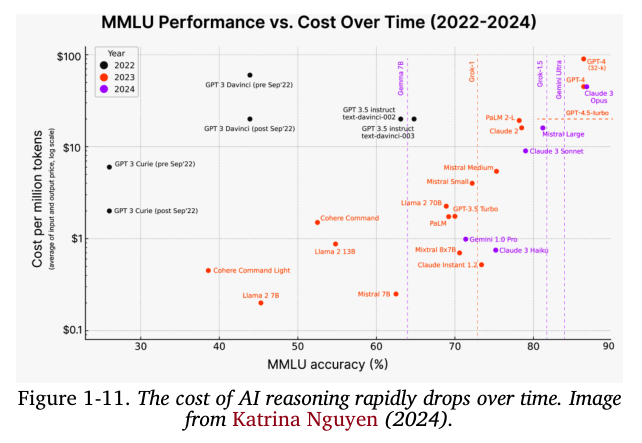 MMLU Performance vs. Cost Over Time (2022-2024)
Year
2022
2023
2024
Cost per million tokens
(average of input and output price, log scale)
$100
$10
$1
$0.1
Gemma 7B
Grok-1
Grok-1.5
Gemini Ultra
GPT-4
(32-k)
GPT-4
Claude 3
Opus
GPT-4.5-turbo
GPT 3 Davinci (pre Sep'22)
GPT 3 Davinci (post Sep'22)
GPT 3.5 instruct
text-davinci-002
GPT 3.5 instruct
text-davinci-003
PaLM 2-L
Claude 2
Mistral Large
Claude 3 Sonnet
GPT 3 Curie (pre Sep'22)
Mistral Medium
Mistral Small
GPT 3 Curie (post Sep'22)
Llama 2 70B
GPT-3.5 Turbo
PaLM
Cohere Command
Llama 2 13B
Gemini 1.0 Pro
Mixtral 8x7B
Claude 3 Haiku
Claude Instant 1.2
Cohere Command Light
Llama 2 7B
Mistral 7B
30
40
50
60
70
80
90
MMLU accuracy (%)
Figure 1-11. The cost of AI reasoning rapidly drops over time. Image
from Katrina Nguyen (2024).